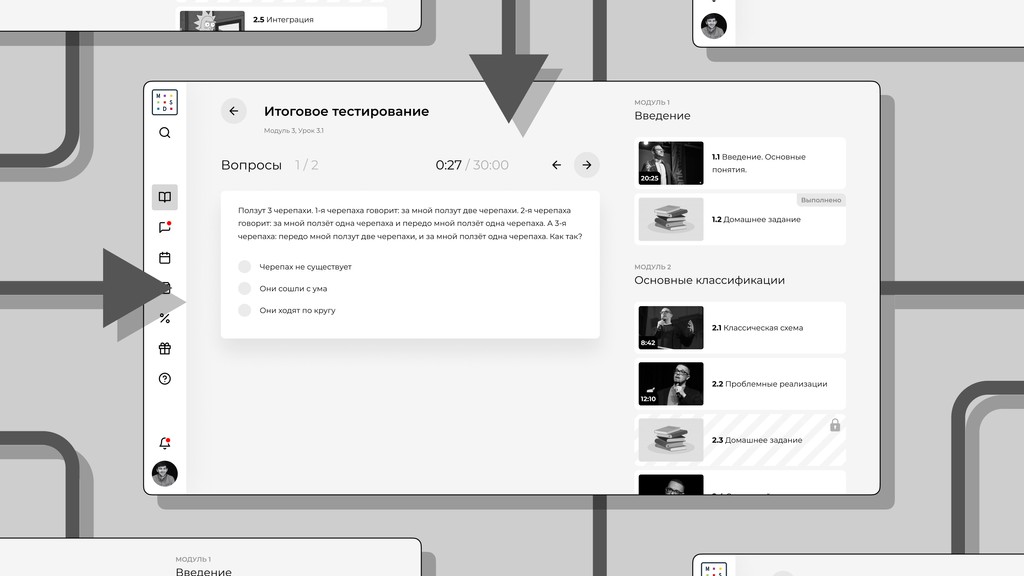 2.5 Интеграция
M S D
Итоговое тестирование
Модуль 3, Урок 3.1
Вопросы 1 / 2
0:27 / 30:00
Ползут 3 черепахи. 1-я черепаха говорит: за мной ползут две черепахи. 2-я черепаха
говорит: за мной ползёт одна черепаха и передо мной ползёт одна черепаха. А 3-я
черепаха: передо мной ползут две черепахи, и за мной ползёт одна черепаха. Как так?
Черепах не существует
Они сошли с ума
Они ходят по кругу
МОДУЛЬ 1
Введение
20:25
1.1 Введение. Основные
понятия.
Выполнено
1.2 Домашнее задание
МОДУЛЬ 2
Основные классификации
8:42
2.1 Классическая схема
12:10
2.2 Проблемные реализации
2.3 Домашнее задание
МОДУЛЬ 1
Введение
M S